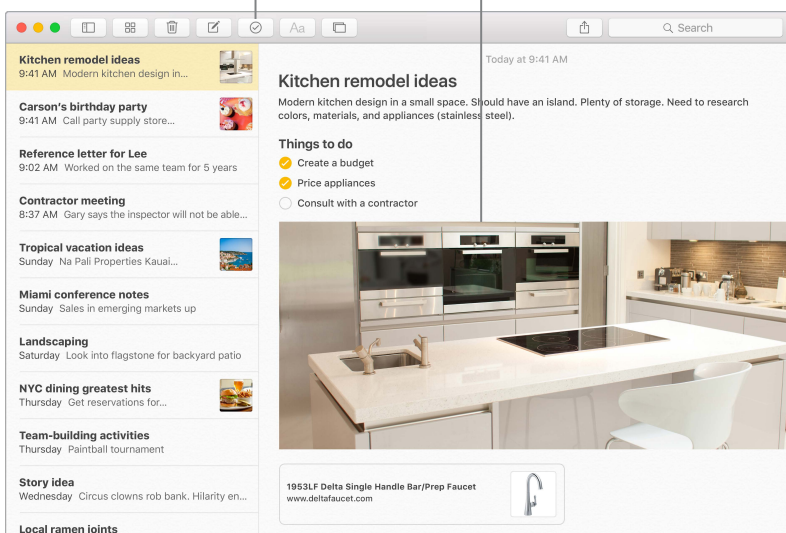 Aa
Search
Kitchen remodel ideas
9:41 AM Modern kitchen design in...
Carson's birthday party
9:41 AM Call party supply store...
Reference letter for Lee
9:02 AM Worked on the same team for 5 years
Contractor meeting
8:37 AM Gary says the inspector will not be able...
Tropical vacation ideas
Sunday Na Pali Properties Kauai...
Miami conference notes
Sunday Sales in emerging markets up
Landscaping
Saturday Look into flagstone for backyard patio
NYC dining greatest hits
Thursday Get reservations for...
Team-building activities
Thursday Paintball tournament
Story idea
Wednesday Circus clowns rob bank. Hilarity en...
Local ramen joints
Today at 9:41 AM
Kitchen remodel ideas
Modern kitchen design in a small space. Should have an island. Plenty of storage. Need to research
colors, materials, and appliances (stainless steel).
Things to do
Create a budget
Price appliances
Consult with a contractor
1953LF Delta Single Handle Bar/Prep Faucet
www.deltafaucet.com